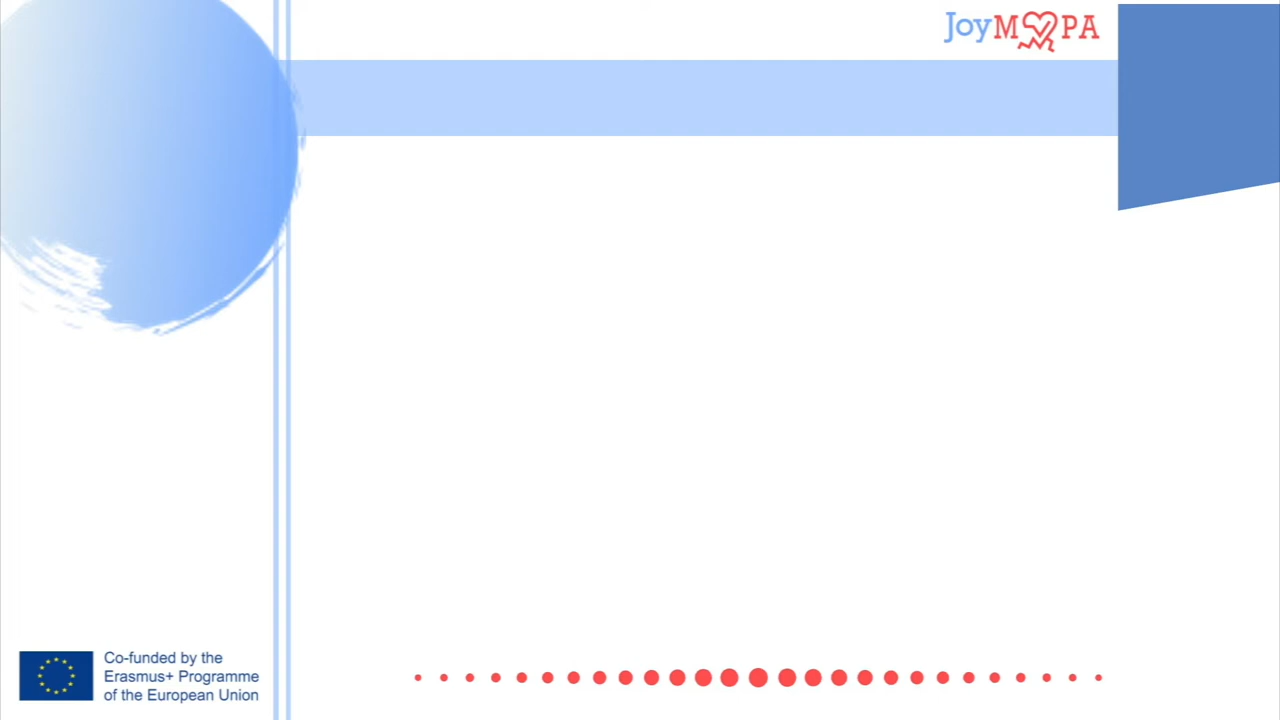 JoyMPA
Co-funded by the
Erasmus+ Programme
of the European Union